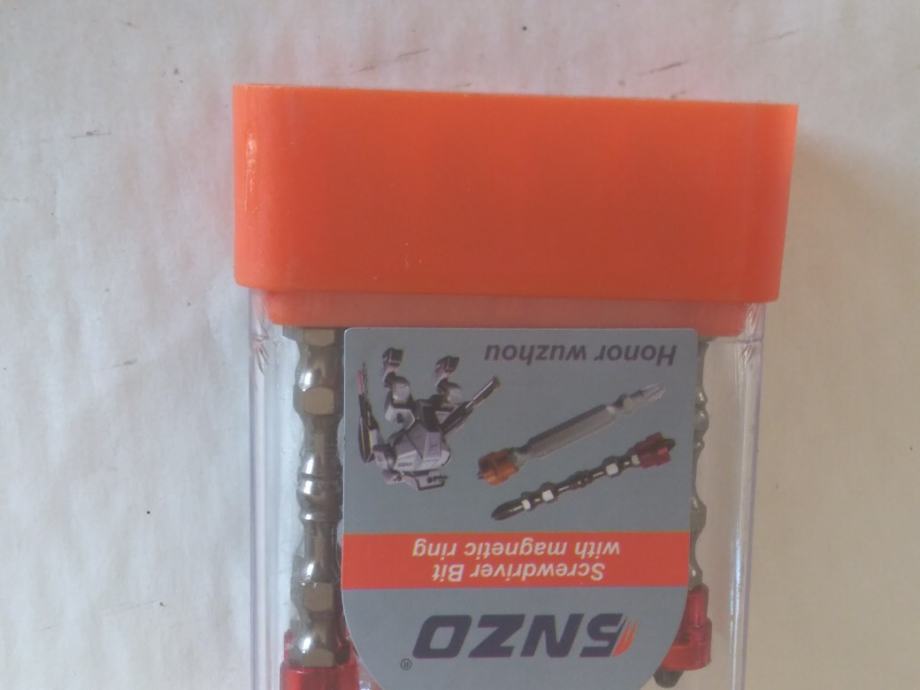 SNZO®
Screwdriver Bit
with magnetic ring
Honor wuzhou